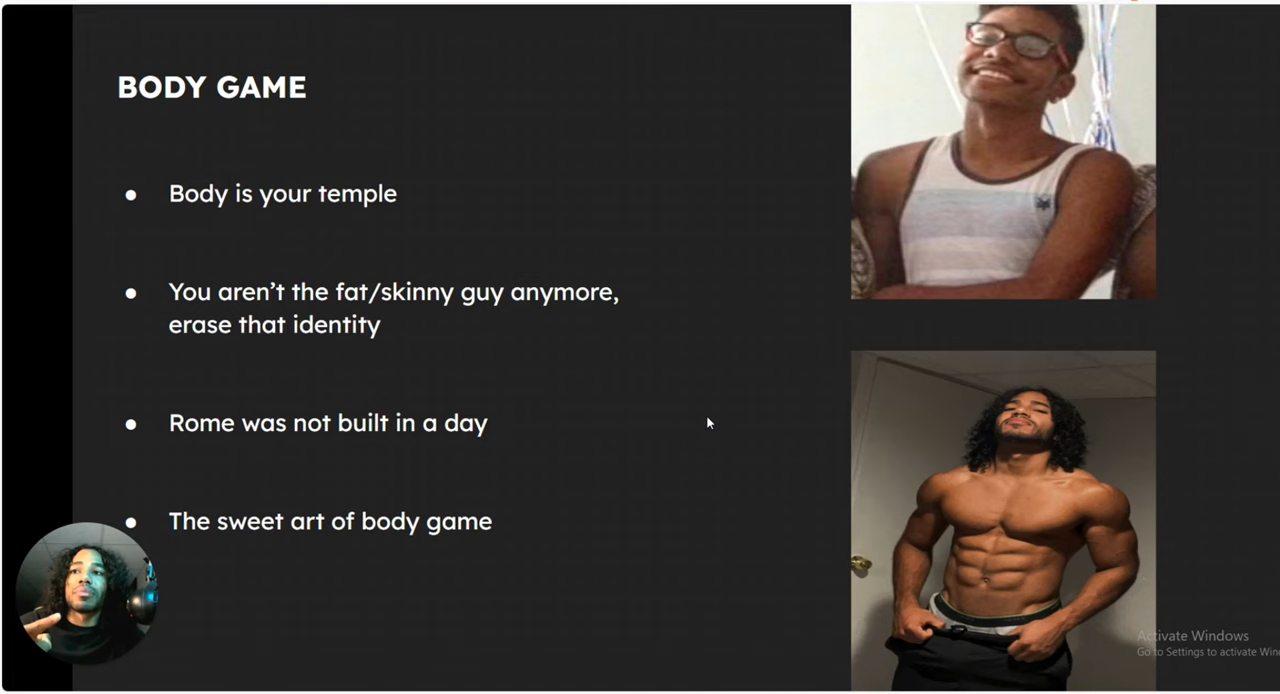 BODY GAME
● Body is your temple
● You aren’t the fat/skinny guy anymore,
erase that identity
● Rome was not built in a day
● The sweet art of body game
Activate Windows
Go to Settings to activate Win